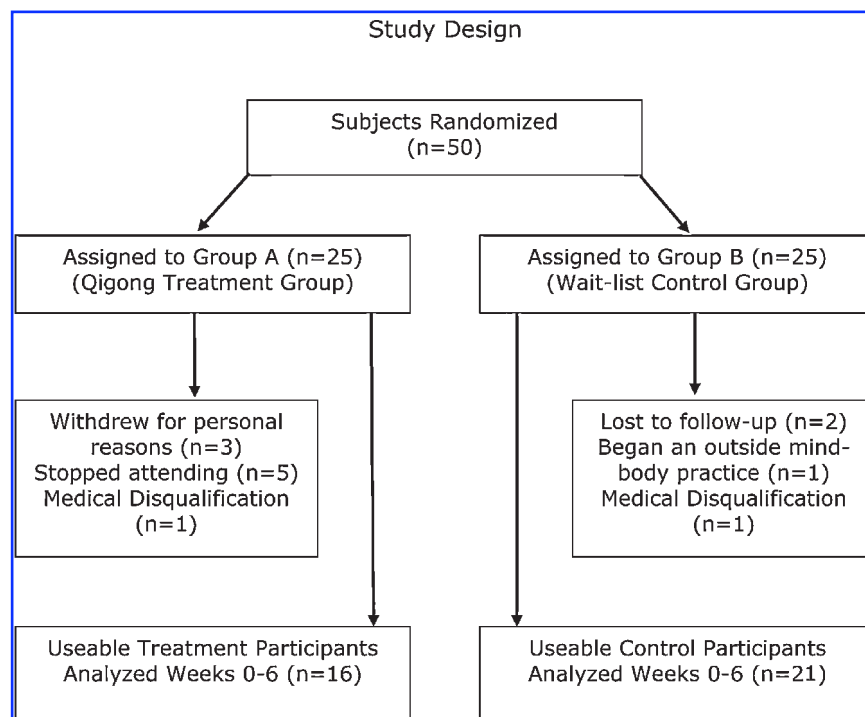 Study Design
Subjects Randomized
(n=50)
Assigned to Group A (n=25)
(Qigong Treatment Group)
Assigned to Group B (n=25)
(Wait-list Control Group)
Withdrew for personal
reasons (n=3)
Stopped attending (n=5)
Medical Disqualification
(n=1)
Lost to follow-up (n=2)
Began an outside mind-
body practice (n=1)
Medical Disqualification
(n=1)
Useable Treatment Participants
Analyzed Weeks 0-6 (n=16)
Useable Control Participants
Analyzed Weeks 0-6 (n=21)